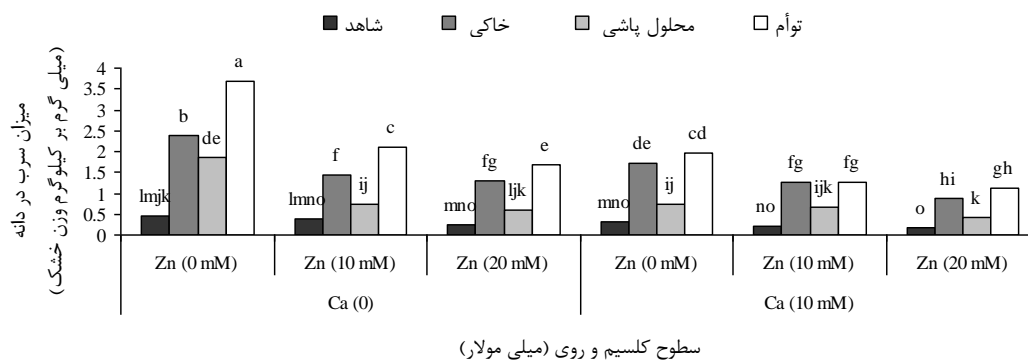 شاهد خاکی محلول پاشی توأم
میزان سرب در دانه
(میلی گرم بر کیلوگرم وزن خشک)
4
3.5
3
2.5
2
1.5
1
0.5
0
lmjk b de a
lmno f ij c
mno fg ljk e
mno de ij cd
no fg ijk fg
o hi k gh
Zn (0 mM) Zn (10 mM) Zn (20 mM) Zn (0 mM) Zn (10 mM) Zn (20 mM)
Ca (0) Ca (10 mM)
سطوح کلسیم و روی (میلی مولار)